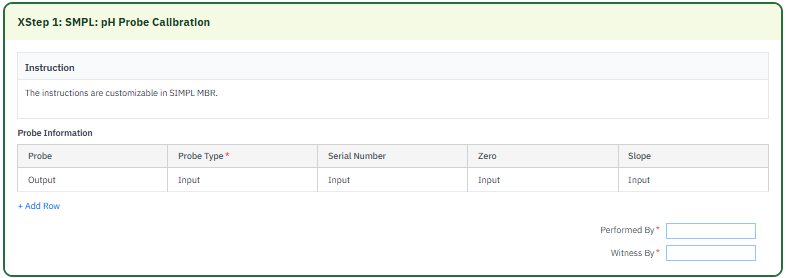 XStep 1: SMPL: pH Probe Calibration
Instruction
The instructions are customizable in SIMPL MBR.
Probe Information
Probe Probe Type * Serial Number Zero Slope
Output Input Input Input Input
+ Add Row
Performed By *
Witness By *